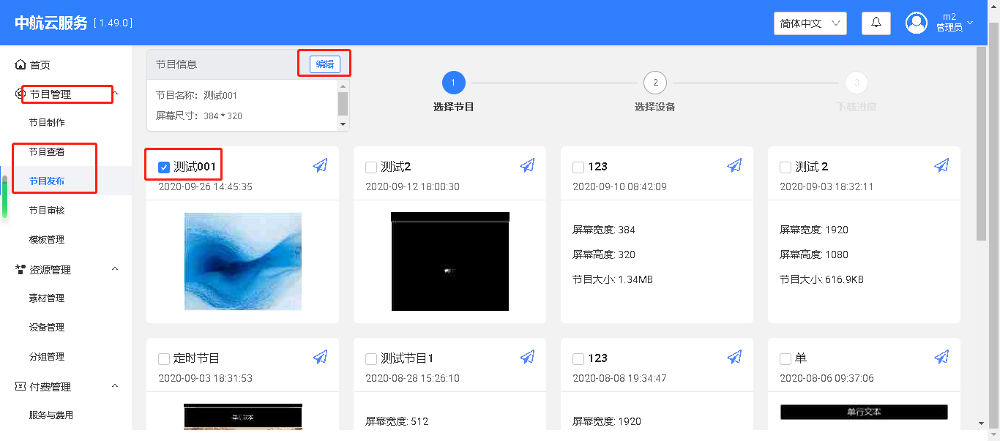 中航云服务 [ 1.49.0 ]
简体中文
m2
管理员
首页
节目管理
节目制作
节目查看
节目发布
节目审核
模板管理
资源管理
素材管理
设备管理
分组管理
付费管理
服务与费用
节目信息
编辑
节目名称: 测试001
屏幕尺寸: 384 * 320
1
选择节目
2
选择设备
3
下载进度
测试001
2020-09-26 14:45:35
测试2
2020-09-12 18:00:30
123
2020-09-10 08:42:09
屏幕宽度: 384
屏幕高度: 320
节目大小: 1.34MB
测试 2
2020-09-03 18:32:11
屏幕宽度: 1920
屏幕高度: 1080
节目大小: 616.9KB
定时节目
2020-09-03 18:31:53
单行文本
测试节目1
2020-08-28 15:26:10
屏幕宽度: 512
123
2020-08-08 19:34:47
屏幕宽度: 1920
单
2020-08-06 09:37:06
单行文本